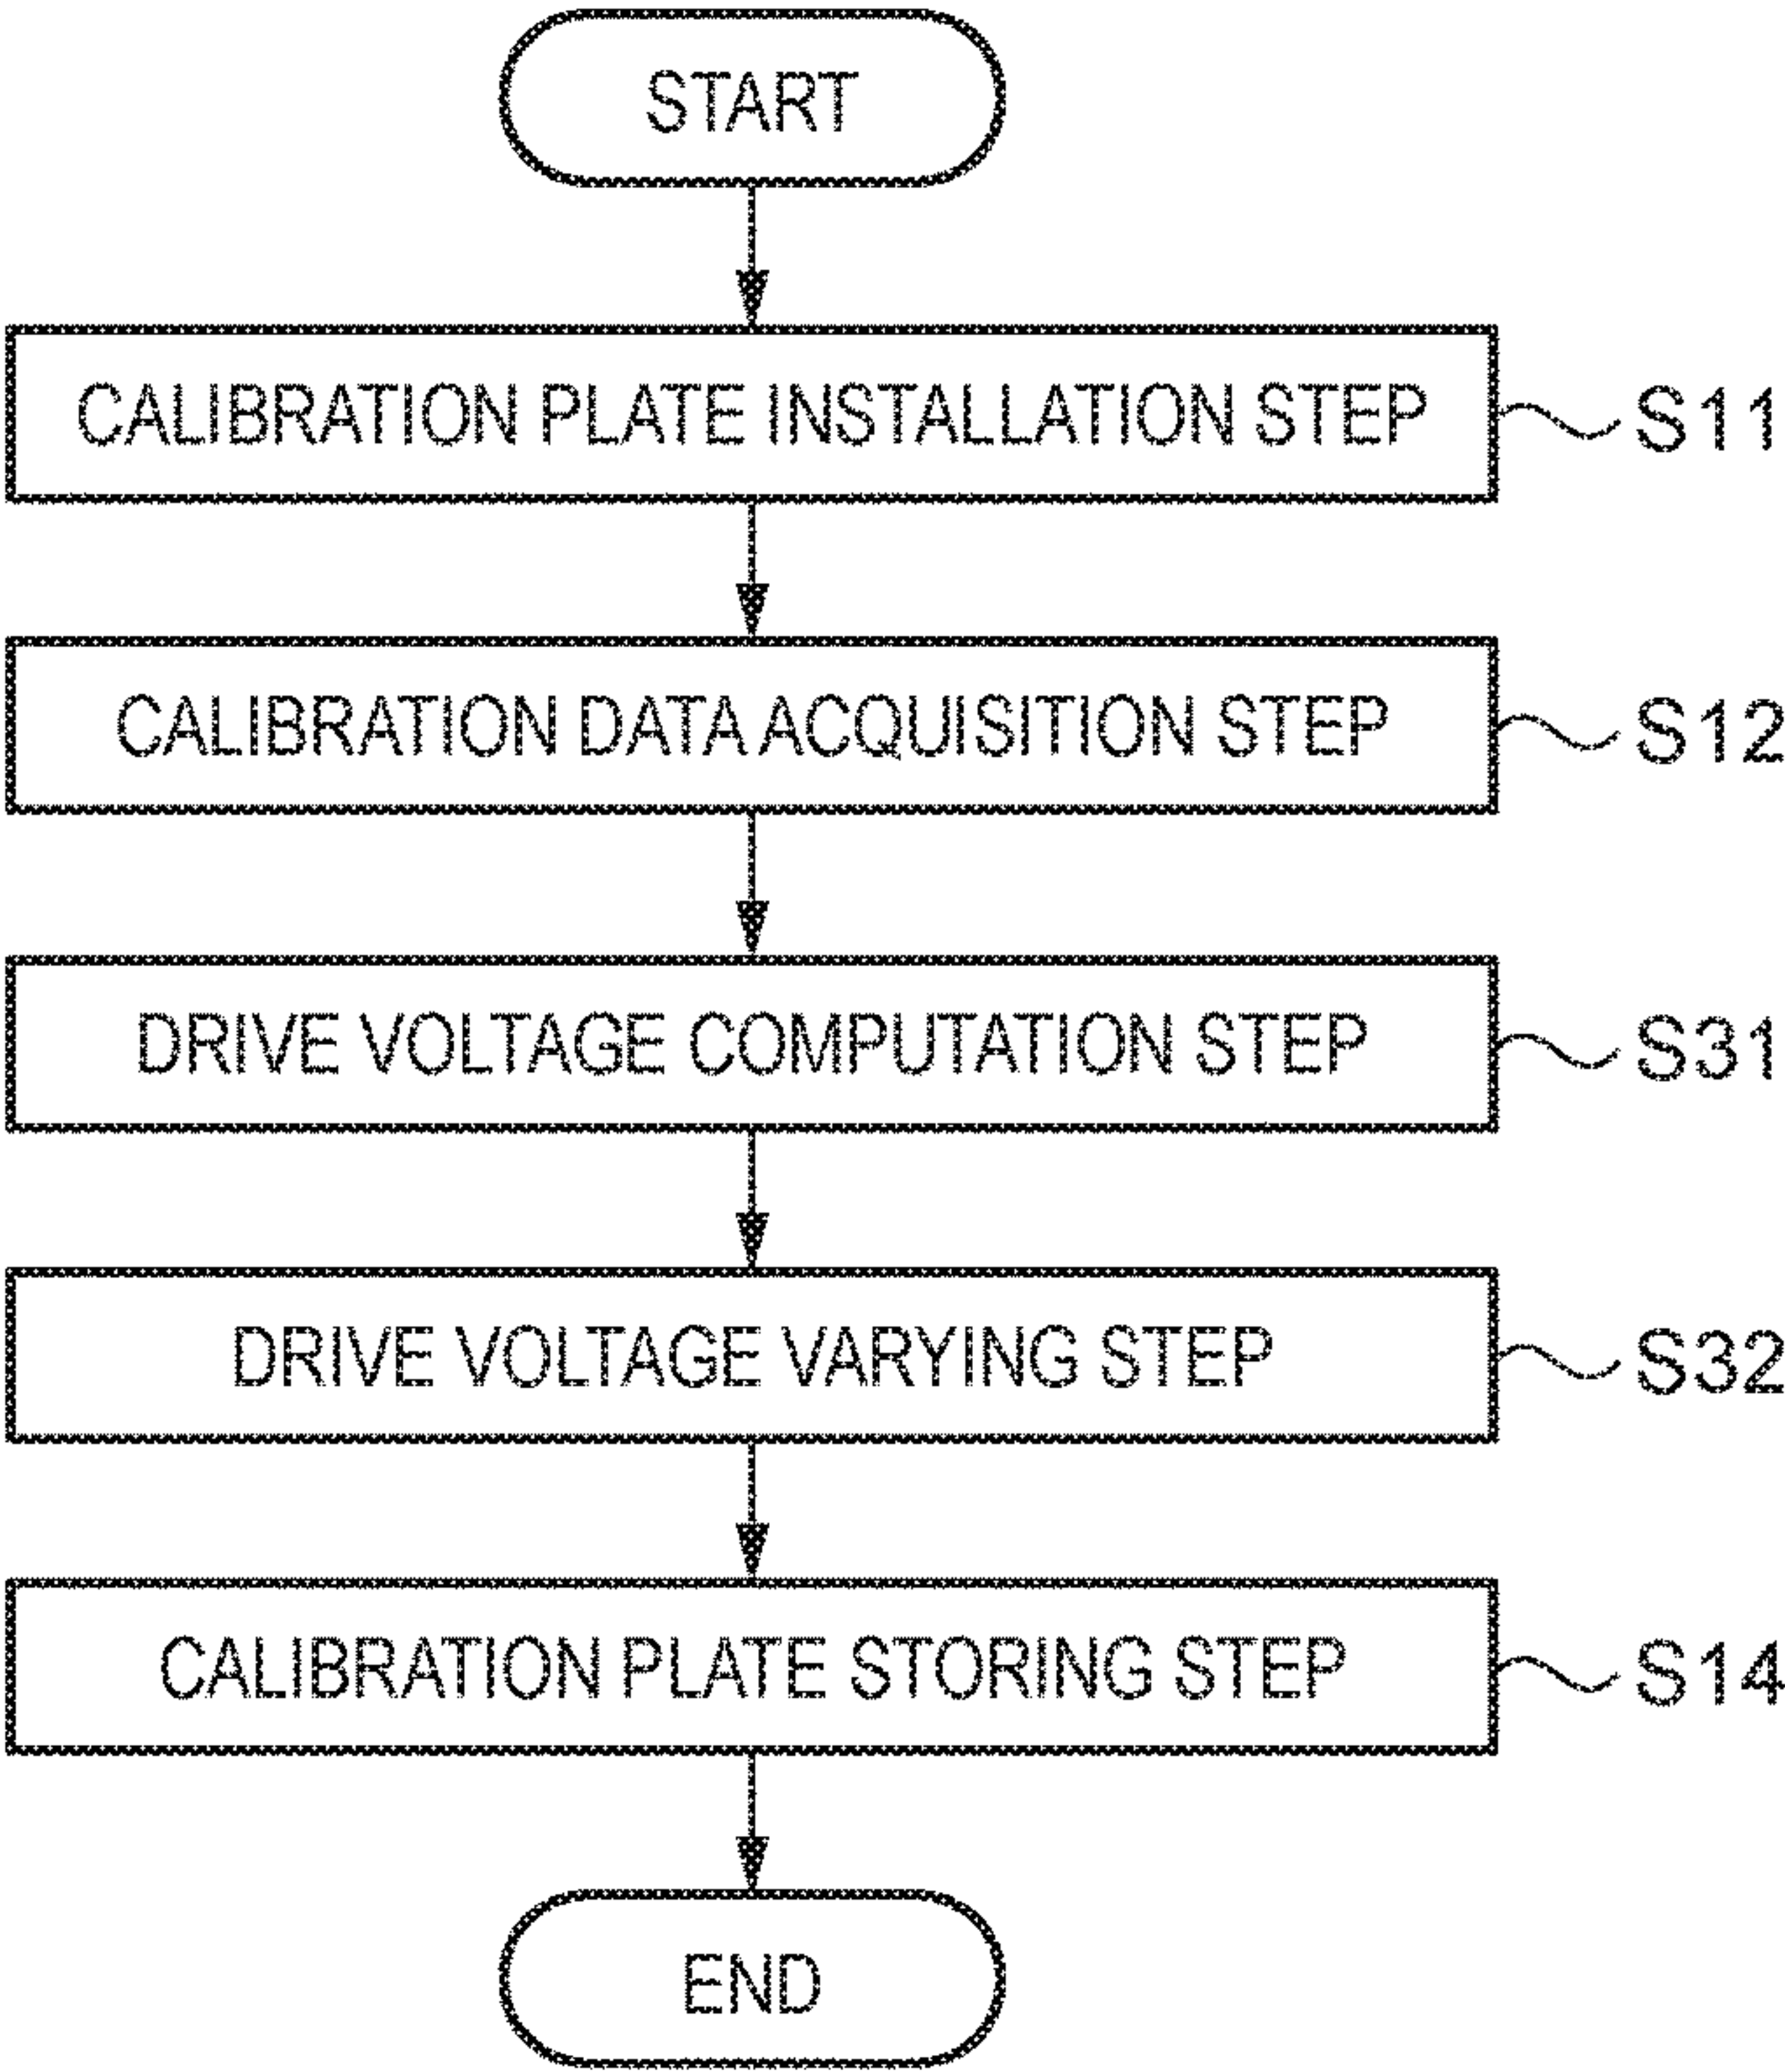 START
CALIBRATION PLATE INSTALLATION STEP S11
CALIBRATION DATA ACQUISITION STEP S12
DRIVE VOLTAGE COMPUTATION STEP S31
DRIVE VOLTAGE VARYING STEP S32
CALIBRATION PLATE STORING STEP S14
END